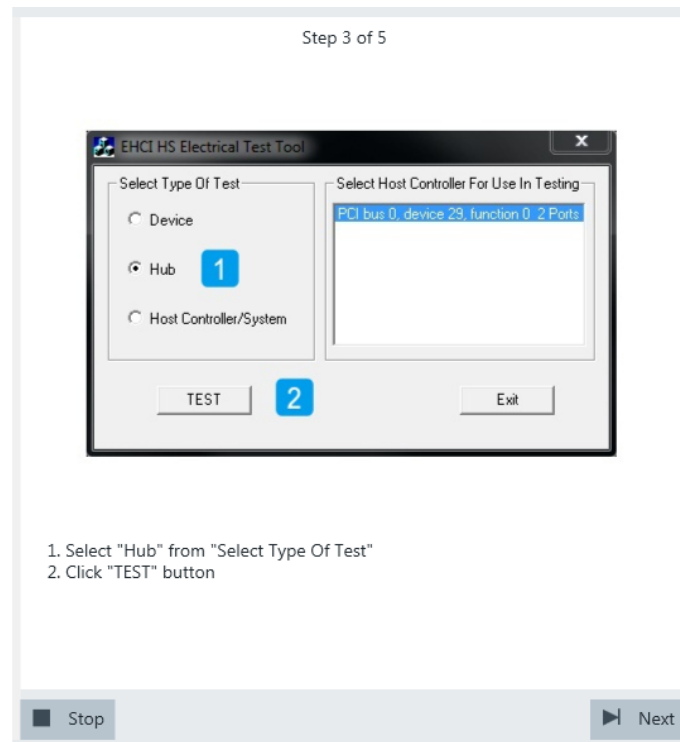 Step 3 of 5
EHCI HS Electrical Test Tool
x
Select Type Of Test
Device
Hub
1
Host Controller/System
Select Host Controller For Use In Testing
PCI bus 0, device 29, function 0 2 Ports
TEST
2
Exit
1. Select "Hub" from "Select Type Of Test"
2. Click "TEST" button
Stop
Next